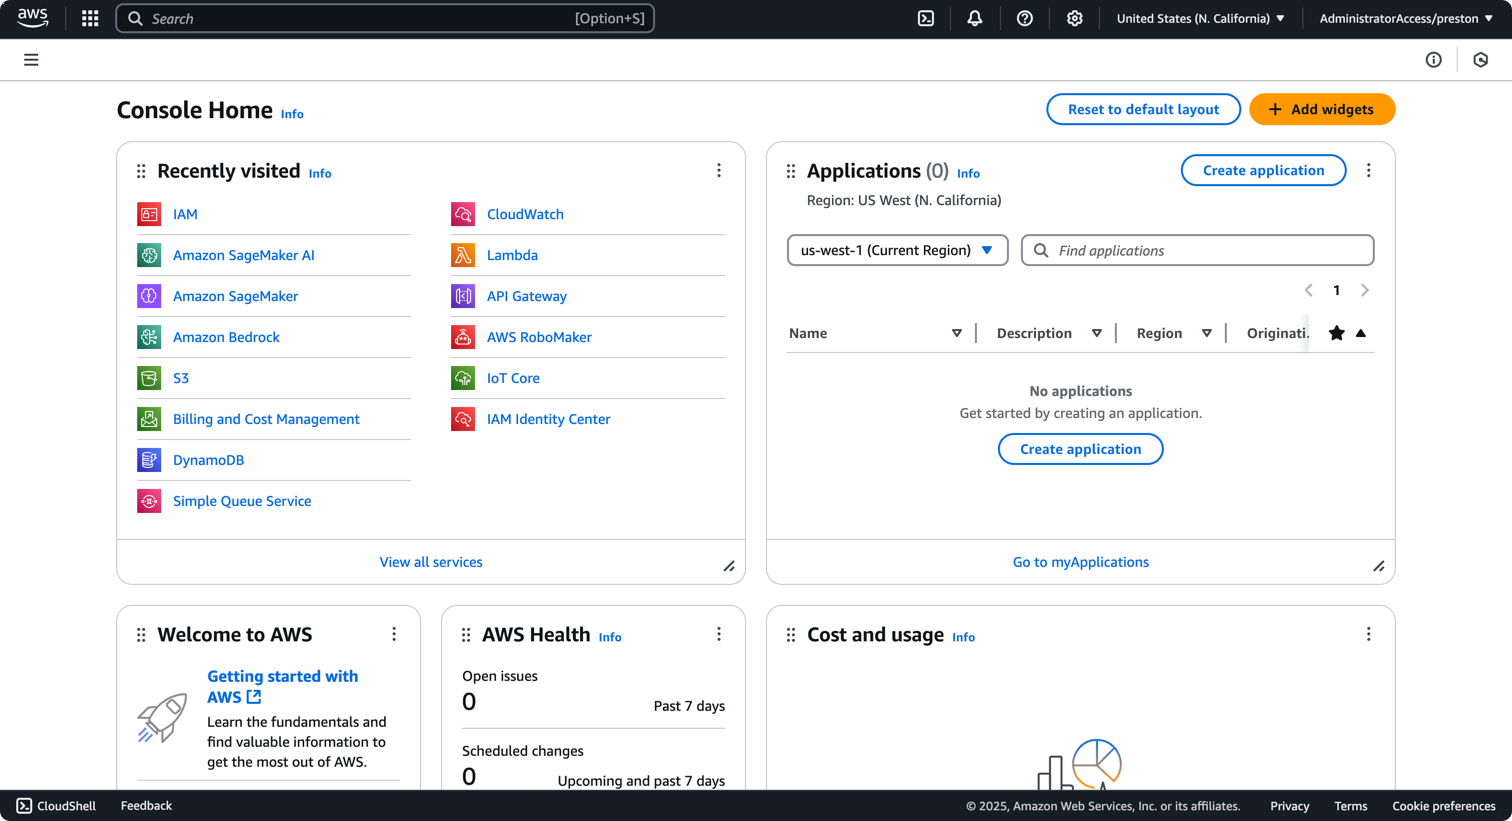 aws
Search [Option+S]
United States (N. California)
AdministratorAccess/preston
Console Home Info
Reset to default layout
Add widgets
Recently visited Info
IAM
Amazon SageMaker AI
Amazon SageMaker
Amazon Bedrock
S3
Billing and Cost Management
DynamoDB
Simple Queue Service
CloudWatch
Lambda
API Gateway
AWS RoboMaker
IoT Core
IAM Identity Center
View all services
Applications (0) Info
Create application
Region: US West (N. California)
us-west-1 (Current Region)
Find applications
1
Name Description Region Originati.
No applications
Get started by creating an application.
Create application
Go to myApplications
Welcome to AWS
Getting started with
AWS
Learn the fundamentals and
find valuable information to
get the most out of AWS.
AWS Health Info
Open issues
0 Past 7 days
Scheduled changes
0 Upcoming and past 7 days
Cost and usage Info
CloudShell
Feedback
© 2025, Amazon Web Services, Inc. or its affiliates.
Privacy
Terms
Cookie preferences